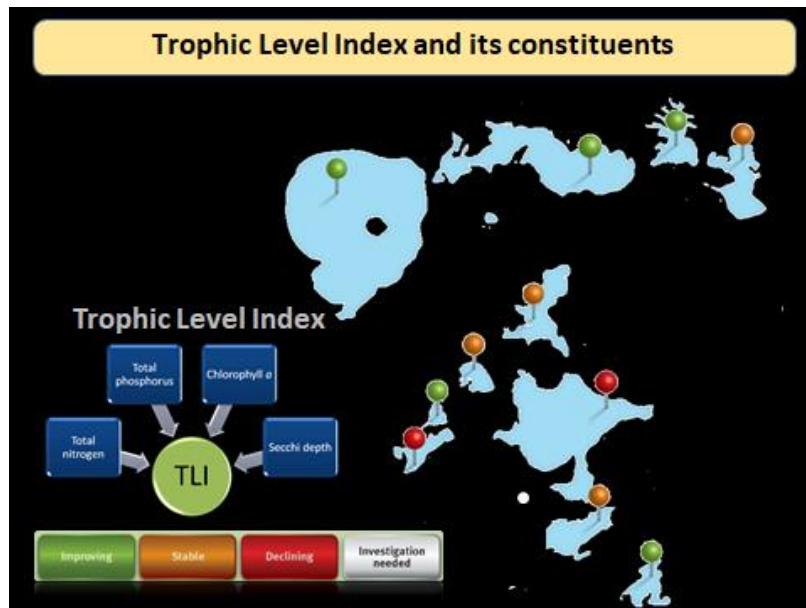 Trophic Level Index and its constituents
Trophic Level Index
Total
phosphorus
Chlorophyll a
Total
nitrogen
Secchi depth
TLI
Improving
Stable
Declining
Investigation
needed